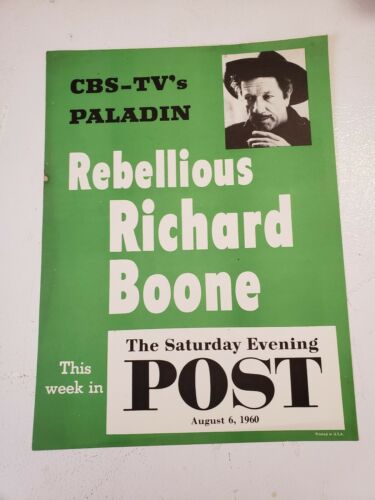 CBS-TV's
PALADIN
Rebellious
Richard
Boone
This
week in
The Saturday Evening
POST
August 6, 1960
Printed in U.S.A.